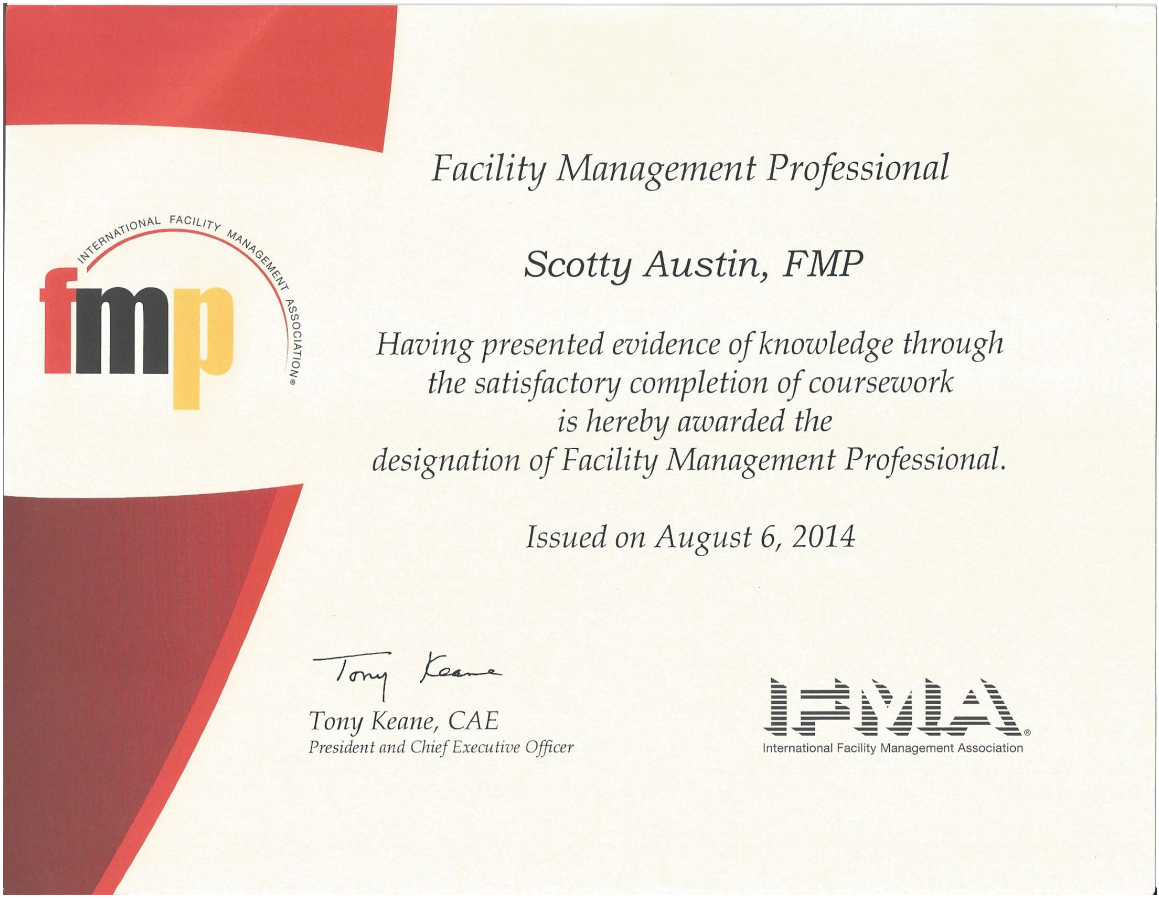 Facility Management Professional
INTERNATIONAL FACILITY MANAGEMENT ASSOCIATION®
fmp
Scotty Austin, FMP
Having presented evidence of knowledge through
the satisfactory completion of coursework
is hereby awarded the
designation of Facility Management Professional.
Issued on August 6, 2014
Tony Keane
Tony Keane, CAE
President and Chief Executive Officer
IFMA®
International Facility Management Association